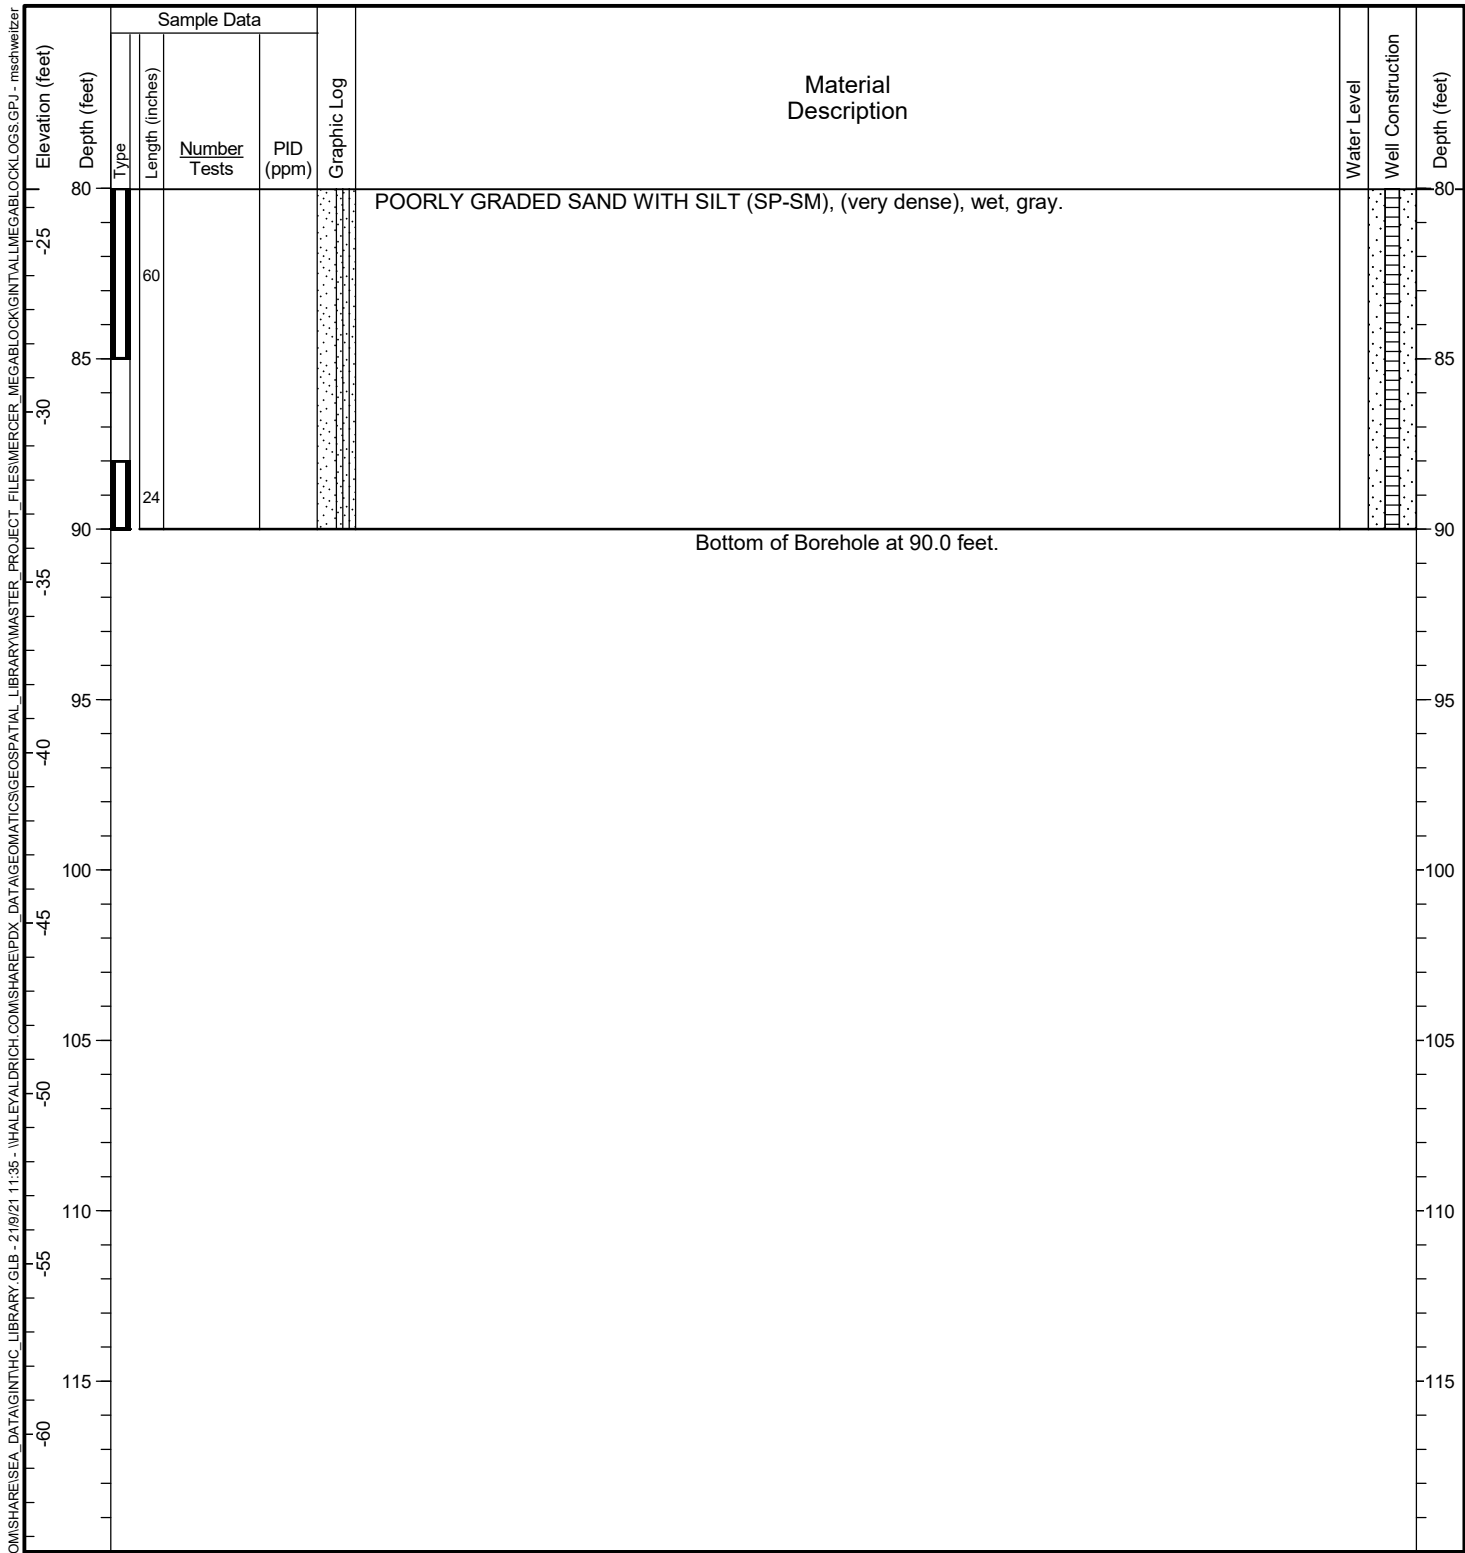 Sample Data
Elevation (feet)
Depth (feet)
Type
Length (inches)
Number
Tests
PID
(ppm)
Graphic Log
Material
Description
Water Level
Well Construction
Depth (feet)
80
POORLY GRADED SAND WITH SILT (SP-SM), (very dense), wet, gray.
80
-25
60
85
85
-30
24
90
90
Bottom of Borehole at 90.0 feet.
-35
95
95
-40
100
100
-45
105
105
-50
110
110
-55
115
115
-60
OM\SHARE\SEA_DATA\GINT\HC_LIBRARY.GLB - 21/9/21 11:35 - \\HALEYALDRICH.COM\SHARE\PDX_DATA\GEOMATICS\GEOSPATIAL_LIBRARY\MASTER_PROJECT_FILES\MERCER_MEGABLOCK\GINT\ALLMEGABLOCKLOGS.GPJ - mschweitzer